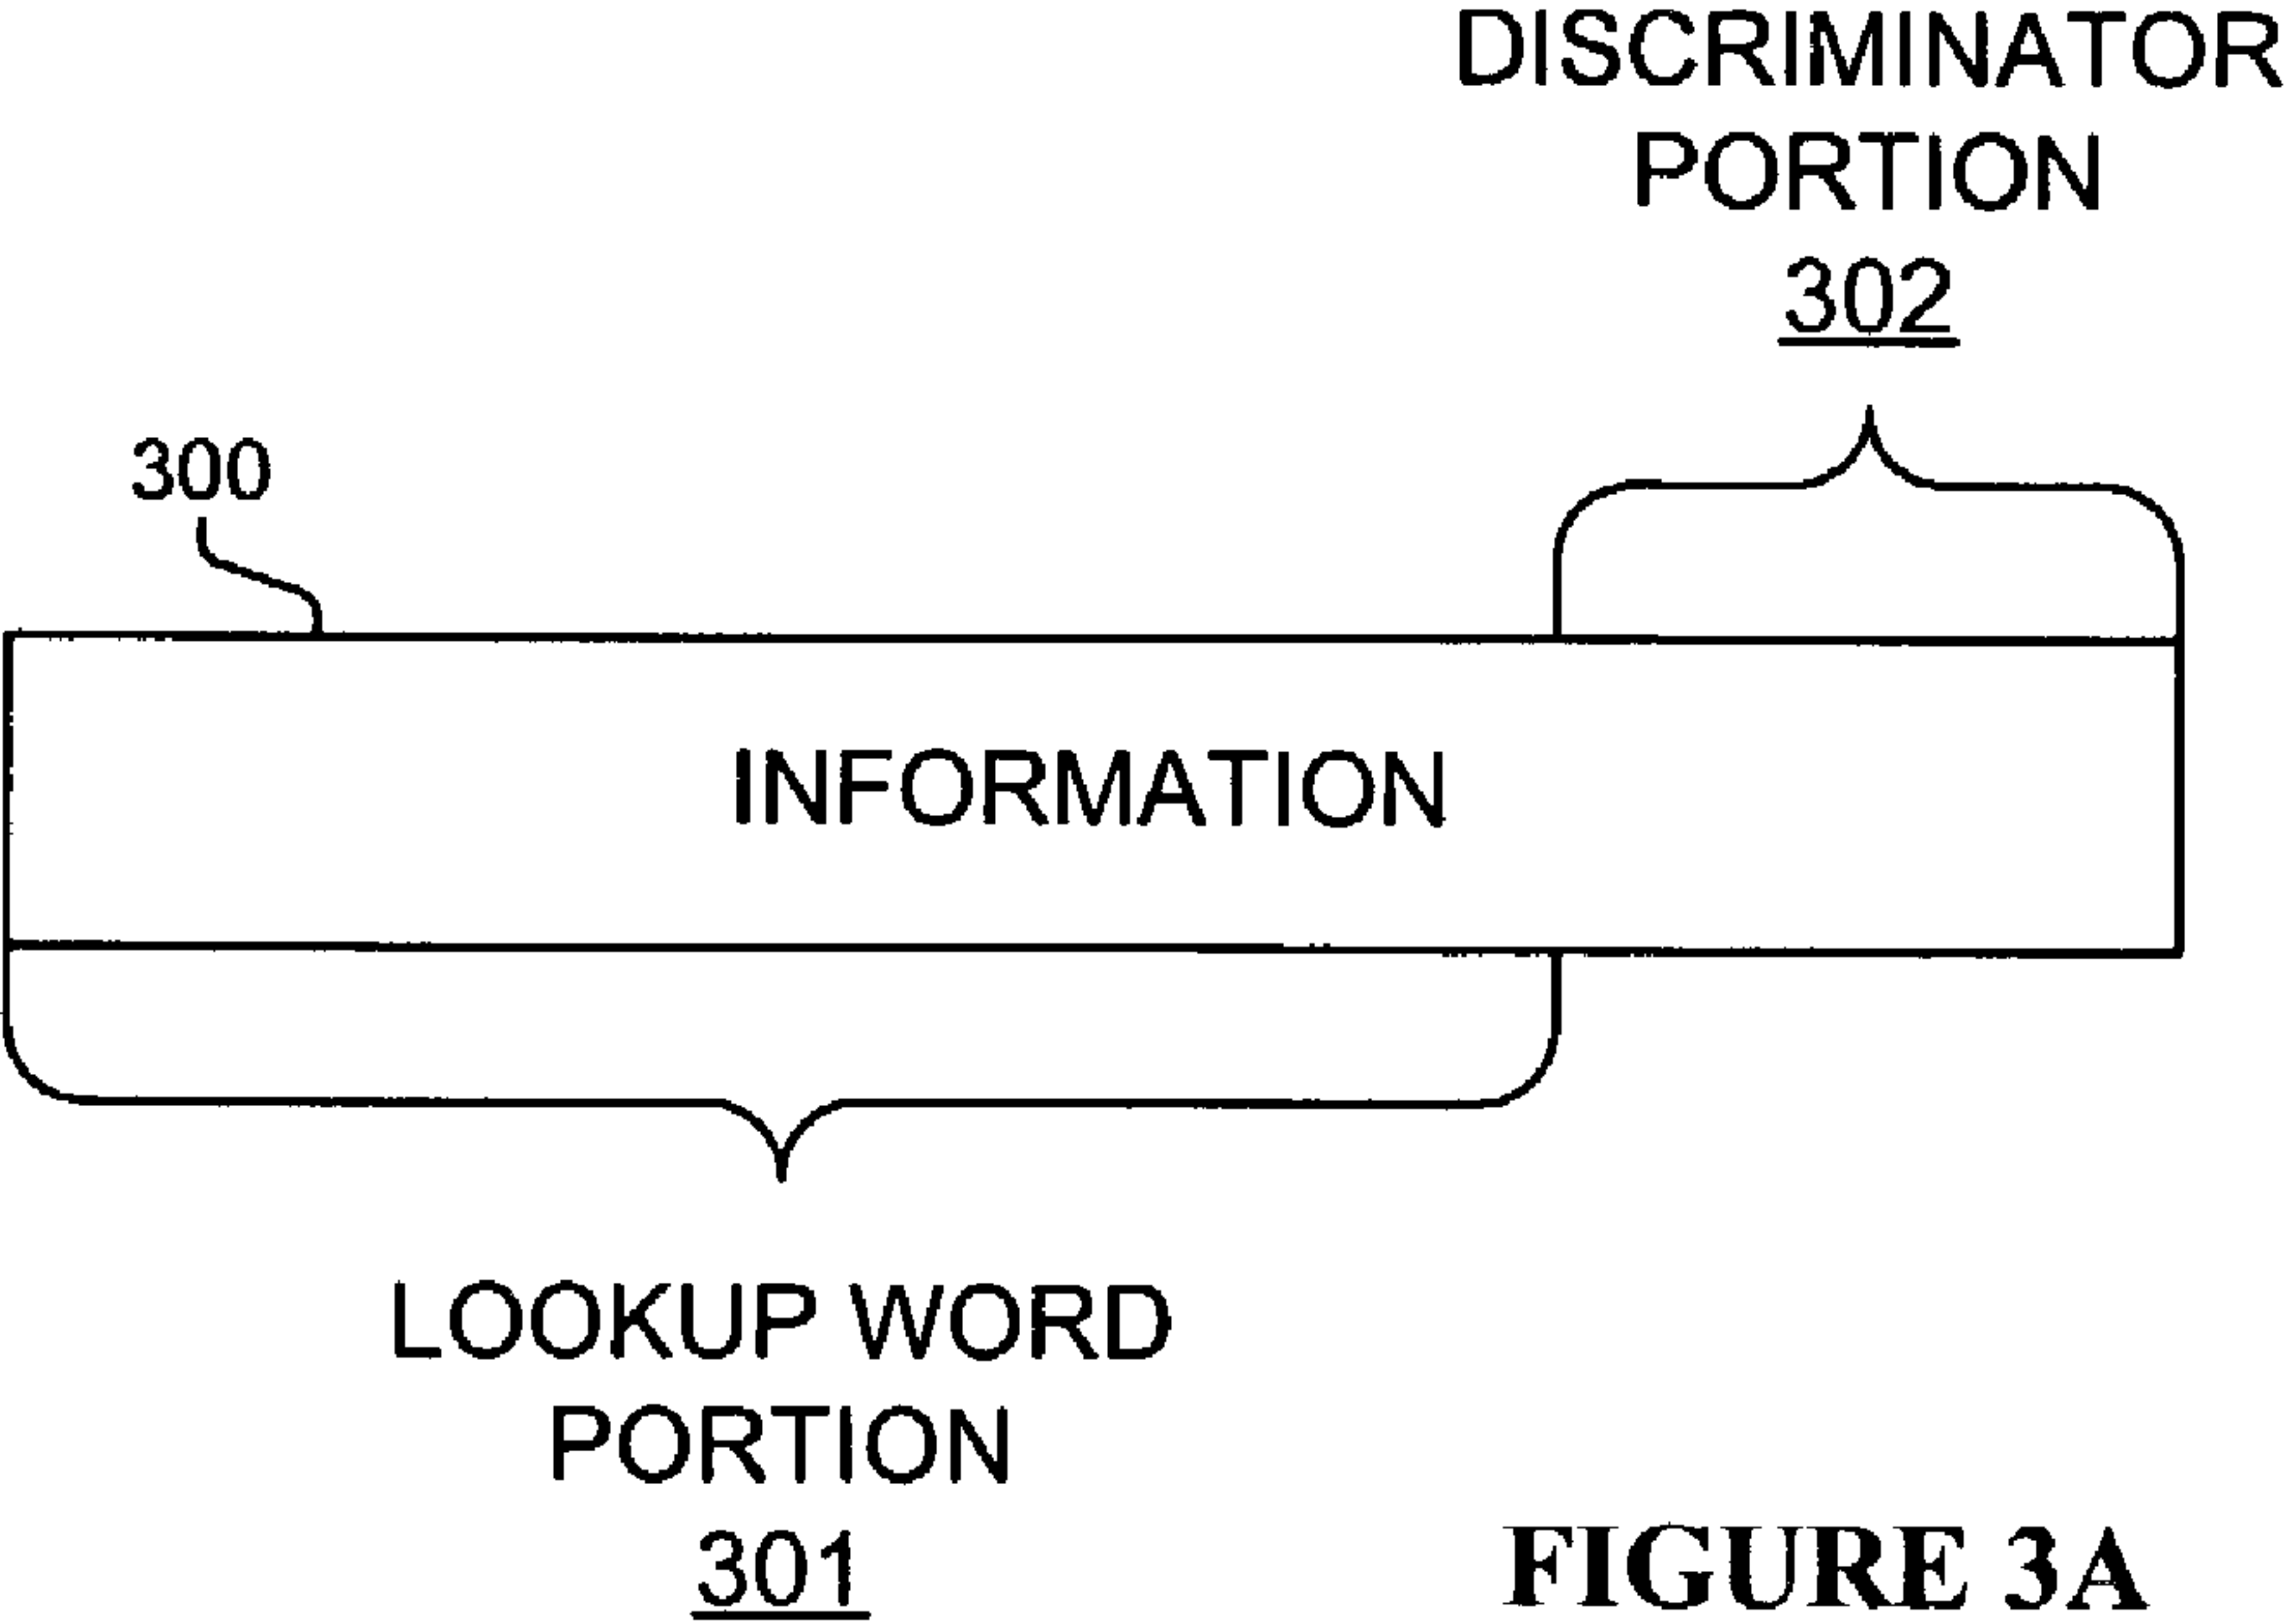 DISCRIMINATOR
PORTION
302
300
INFORMATION
LOOKUP WORD
PORTION
301
FIGURE 3A